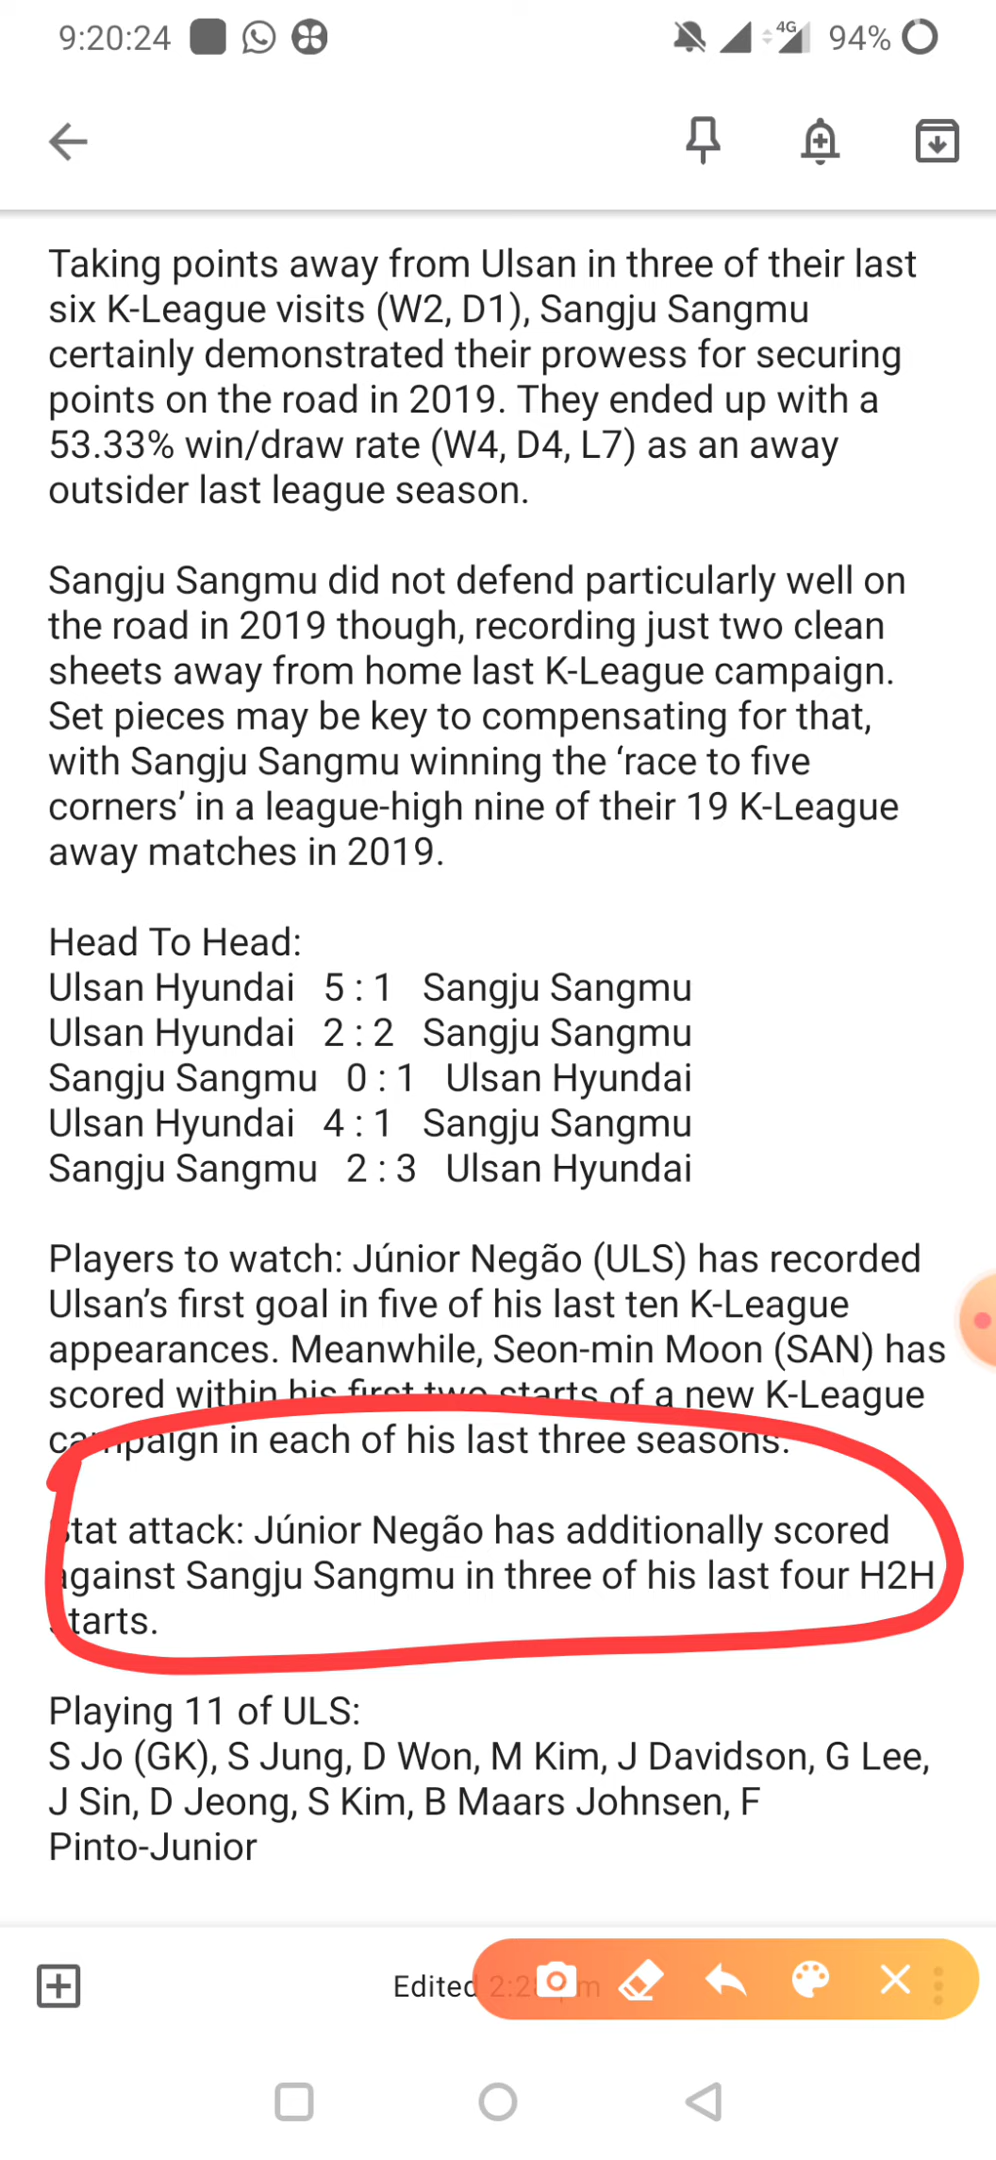 9:20:24 4G 94%
Taking points away from Ulsan in three of their last
six K-League visits (W2, D1), Sangju Sangmu
certainly demonstrated their prowess for securing
points on the road in 2019. They ended up with a
53.33% win/draw rate (W4, D4, L7) as an away
outsider last league season.
Sangju Sangmu did not defend particularly well on
the road in 2019 though, recording just two clean
sheets away from home last K-League campaign.
Set pieces may be key to compensating for that,
with Sangju Sangmu winning the ‘race to five
corners’ in a league-high nine of their 19 K-League
away matches in 2019.
Head To Head:
Ulsan Hyundai 5 : 1 Sangju Sangmu
Ulsan Hyundai 2 : 2 Sangju Sangmu
Sangju Sangmu 0 : 1 Ulsan Hyundai
Ulsan Hyundai 4 : 1 Sangju Sangmu
Sangju Sangmu 2 : 3 Ulsan Hyundai
Players to watch: Júnior Negão (ULS) has recorded
Ulsan’s first goal in five of his last ten K-League
appearances. Meanwhile, Seon-min Moon (SAN) has
scored within his first two starts of a new K-League
campaign in each of his last three seasons.
Stat attack: Júnior Negão has additionally scored
against Sangju Sangmu in three of his last four H2H
starts.
Playing 11 of ULS:
S Jo (GK), S Jung, D Won, M Kim, J Davidson, G Lee,
J Sin, D Jeong, S Kim, B Maars Johnsen, F
Pinto-Junior
Edited